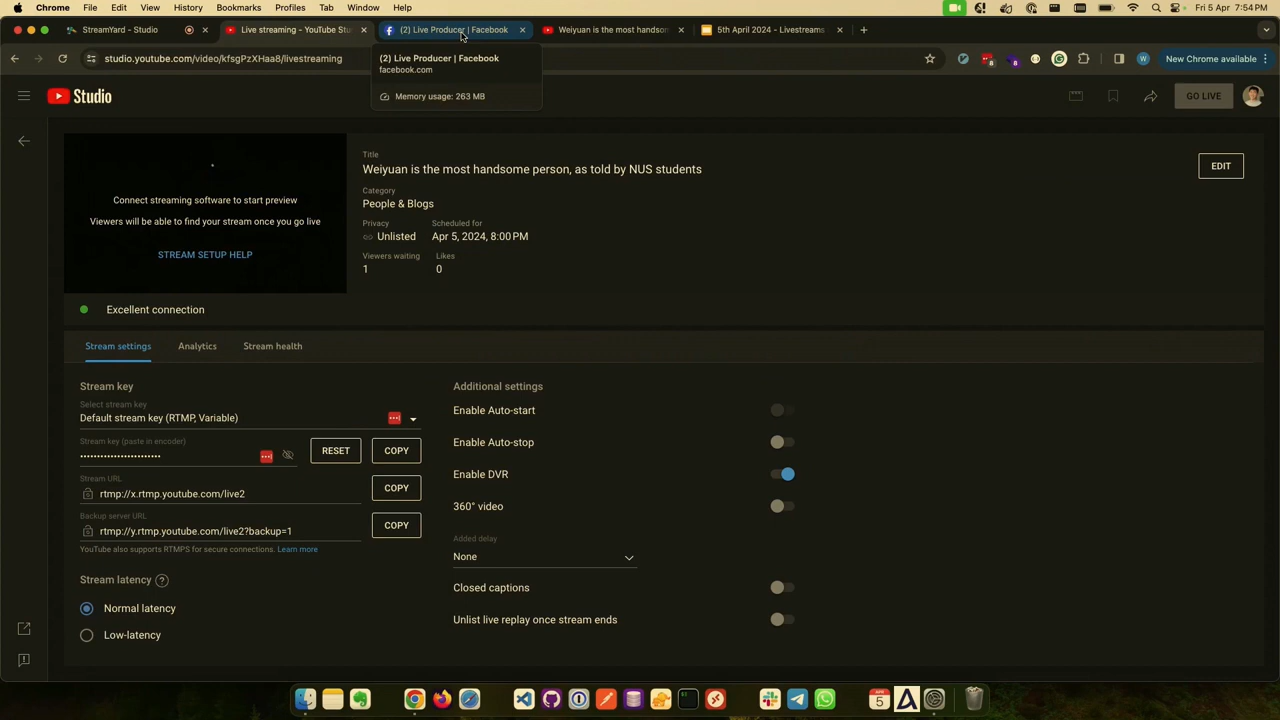 Chrome File Edit View History Bookmarks Profiles Tab Window Help Fri 5 Apr 7:54 PM
StreamYard - Studio
Live streaming - YouTube Stu
(2) Live Producer | Facebook
Weiyuan is the most handsom
5th April 2024 - Livestreams
studio.youtube.com/video/kfsgPzXHaa8/livestreaming
New Chrome available
(2) Live Producer | Facebook
facebook.com
Memory usage: 263 MB
Studio
GO LIVE
Connect streaming software to start preview
Viewers will be able to find your stream once you go live
STREAM SETUP HELP
Title
Weiyuan is the most handsome person, as told by NUS students
EDIT
Category
People & Blogs
Privacy Scheduled for
Unlisted Apr 5, 2024, 8:00 PM
Viewers waiting Likes
1 0
Excellent connection
Stream settings Analytics Stream health
Stream key
Select stream key
Default stream key (RTMP, Variable)
Stream key (paste in encoder)
•••••••••••••••••••••••• RESET COPY
Stream URL
rtmp://x.rtmp.youtube.com/live2 COPY
Backup server URL
rtmp://y.rtmp.youtube.com/live2?backup=1 COPY
YouTube also supports RTMPS for secure connections. Learn more
Stream latency
Normal latency
Low-latency
Additional settings
Enable Auto-start
Enable Auto-stop
Enable DVR
360° video
Added delay
None
Closed captions
Unlist live replay once stream ends